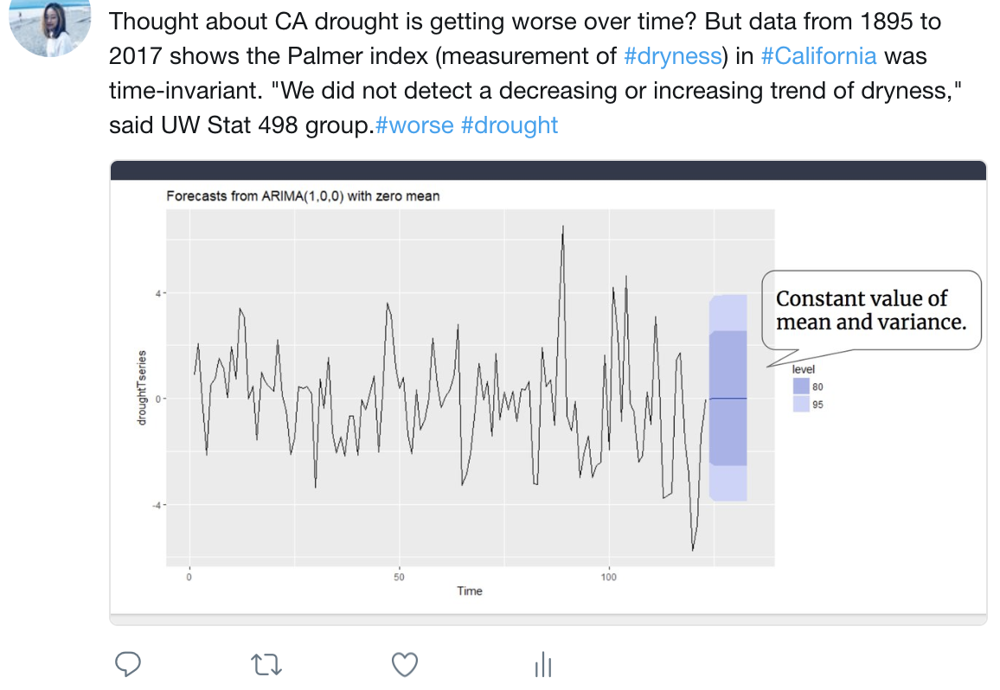 Thought about CA drought is getting worse over time? But data from 1895 to
2017 shows the Palmer index (measurement of #dryness) in #California was
time-invariant. "We did not detect a decreasing or increasing trend of dryness,"
said UW Stat 498 group.#worse #drought
Forecasts from ARIMA(1,0,0) with zero mean
Constant value of
mean and variance.
droughtTseries
4
0
-4
level
80
95
0
50
100
Time